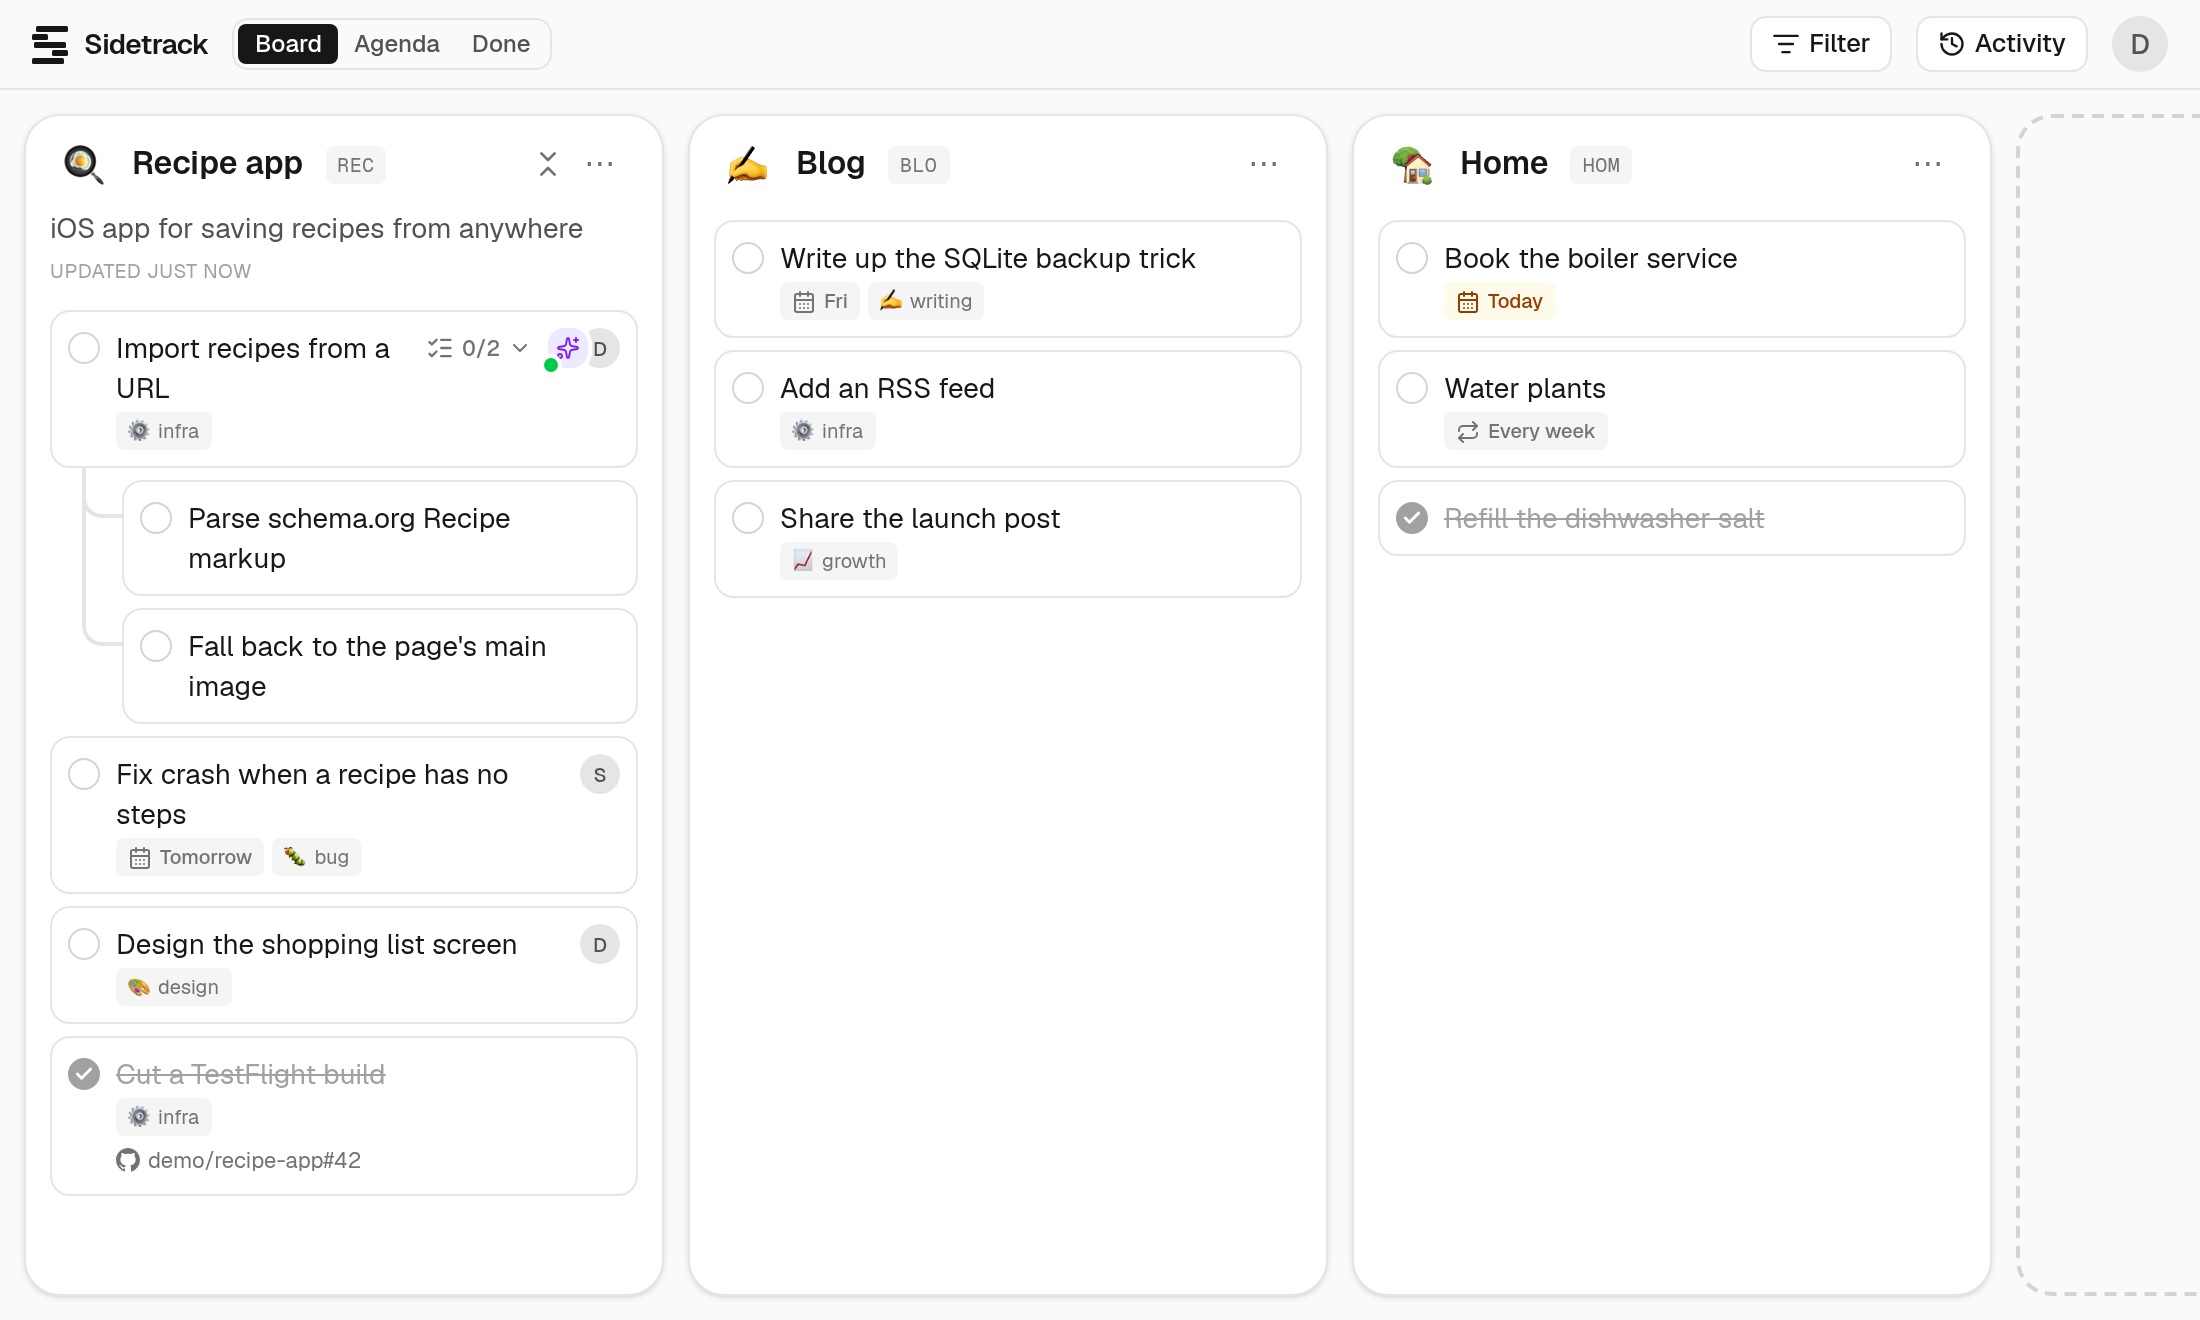 Sidetrack
Board
Agenda
Done
Filter
Activity
D
Recipe app
REC
iOS app for saving recipes from anywhere
UPDATED JUST NOW
Import recipes from a
URL
0/2
D
infra
Parse schema.org Recipe
markup
Fall back to the page's main
image
Fix crash when a recipe has no
steps
S
Tomorrow
bug
Design the shopping list screen
D
design
Cut a TestFlight build
infra
demo/recipe-app#42
Blog
BLO
Write up the SQLite backup trick
Fri
writing
Add an RSS feed
infra
Share the launch post
growth
Home
HOM
Book the boiler service
Today
Water plants
Every week
Refill the dishwasher salt